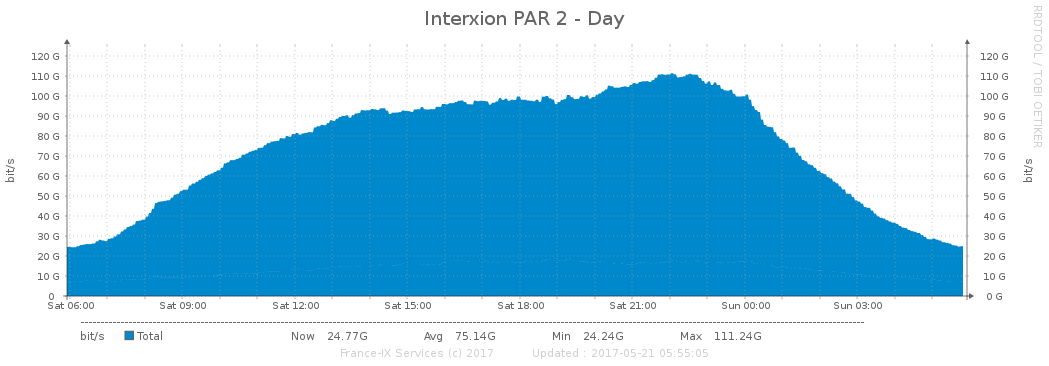 Interxion PAR 2 - Day
RRDTOOL / TOBI OETIKER
bit/s
120 G 120 G
110 G 110 G
100 G 100 G
90 G 90 G
80 G 80 G
70 G 70 G
60 G 60 G
50 G 50 G
40 G 40 G
30 G 30 G
20 G 20 G
10 G 10 G
0 0 G
bit/s
Sat 06:00 Sat 09:00 Sat 12:00 Sat 15:00 Sat 18:00 Sat 21:00 Sun 00:00 Sun 03:00
bit/s Total Now 24.77G Avg 75.14G Min 24.24G Max 111.24G
France-IX Services (c) 2017 Updated : 2017-05-21 05:55:05